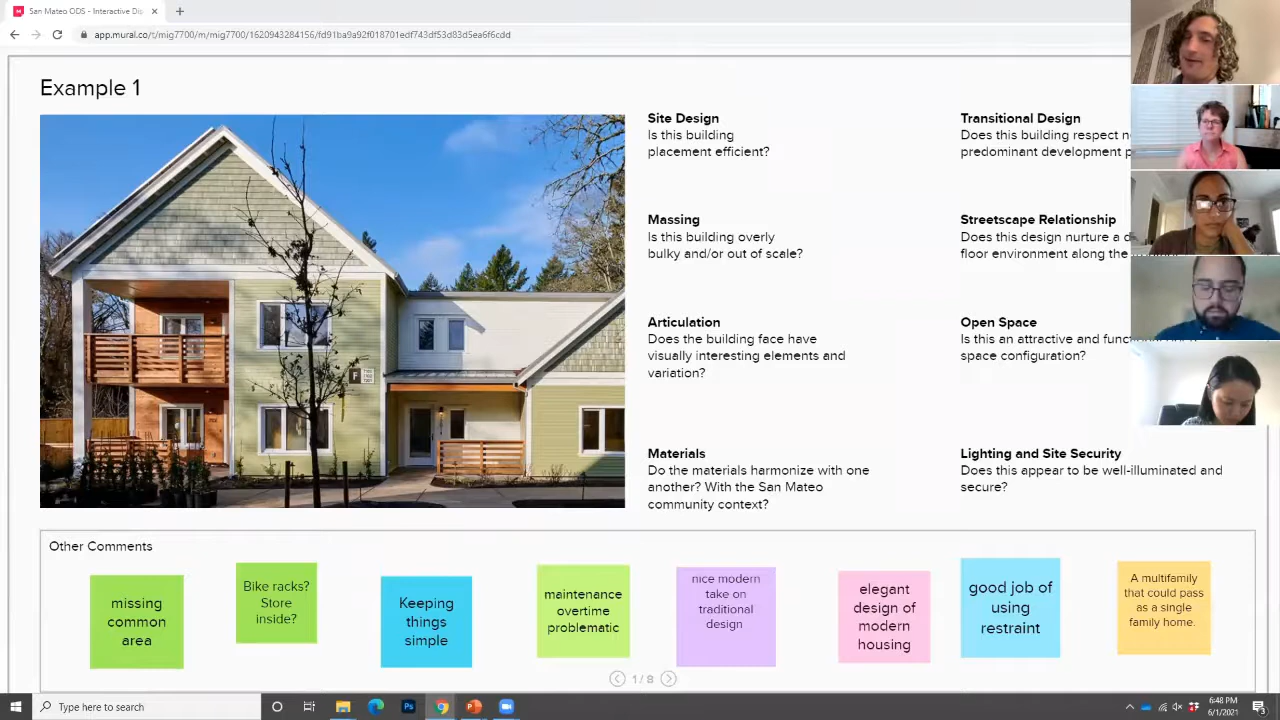 San Mateo ODS - Interactive Dis
app.mural.co/t/mig7700/m/mig7700/1620943284156/fd91ba9a92f018701edf743df53d83d5ea6f6cdd
Example 1
Site Design
Is this building
placement efficient?
Transitional Design
Does this building respect
predominant development
Massing
Is this building overly
bulky and/or out of scale?
Streetscape Relationship
Does this design nurture a
floor environment along the
Articulation
Does the building face have
visually interesting elements and
variation?
Open Space
Is this an attractive and
space configuration?
Materials
Do the materials harmonize with one
another? With the San Mateo
community context?
Lighting and Site Security
Does this appear to be well-illuminated and
secure?
F
Other Comments
missing
common
area
Bike racks?
Store
inside?
Keeping
things
simple
maintenance
overtime
problematic
nice modern
take on
traditional
design
elegant
design of
modern
housing
good job of
using
restraint
A multifamily
that could pass
as a single
family home.
1 / 8
Type here to search
6:48 PM
6/1/2021